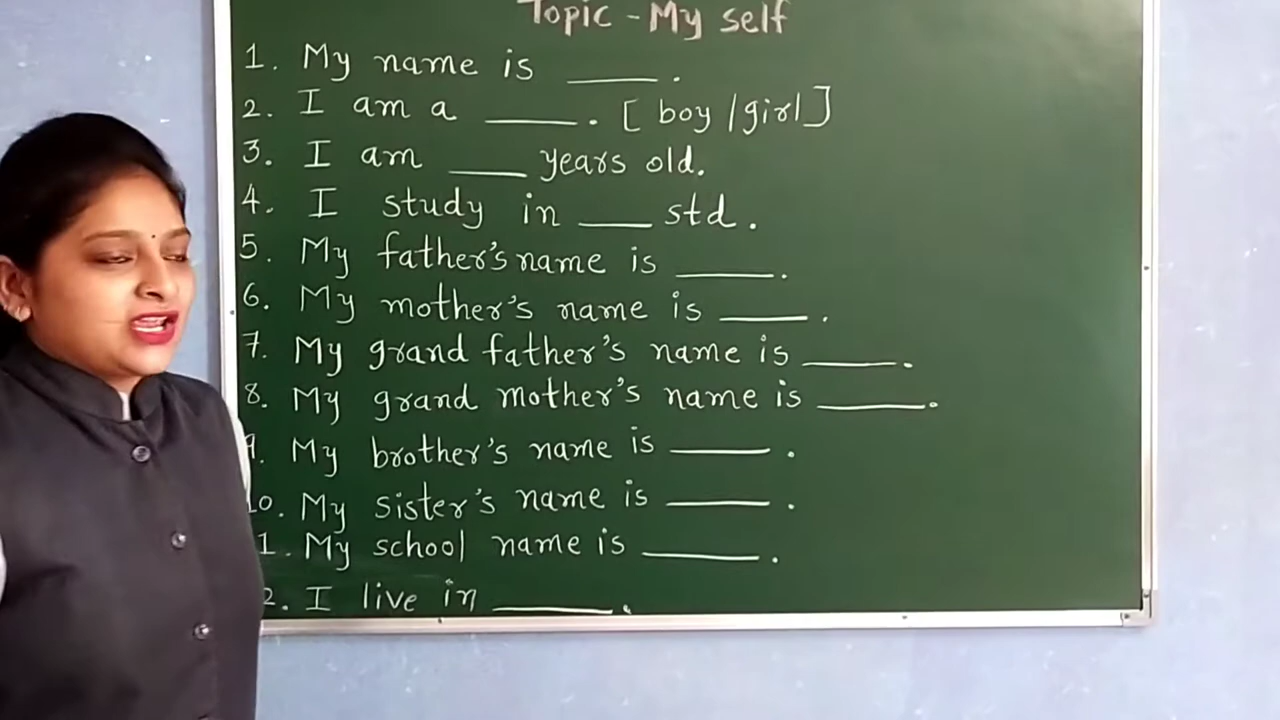 Topic - My self
1. My name is ____.
2. I am a ____. [ boy / girl ]
3. I am ____ years old.
4. I study in ____ std.
5. My father's name is ____.
6. My mother's name is ____.
7. My grand father's name is ____.
8. My grand mother's name is ____.
9. My brother's name is ____.
10. My sister's name is ____.
1. My school name is ____.
2. I live in ____.